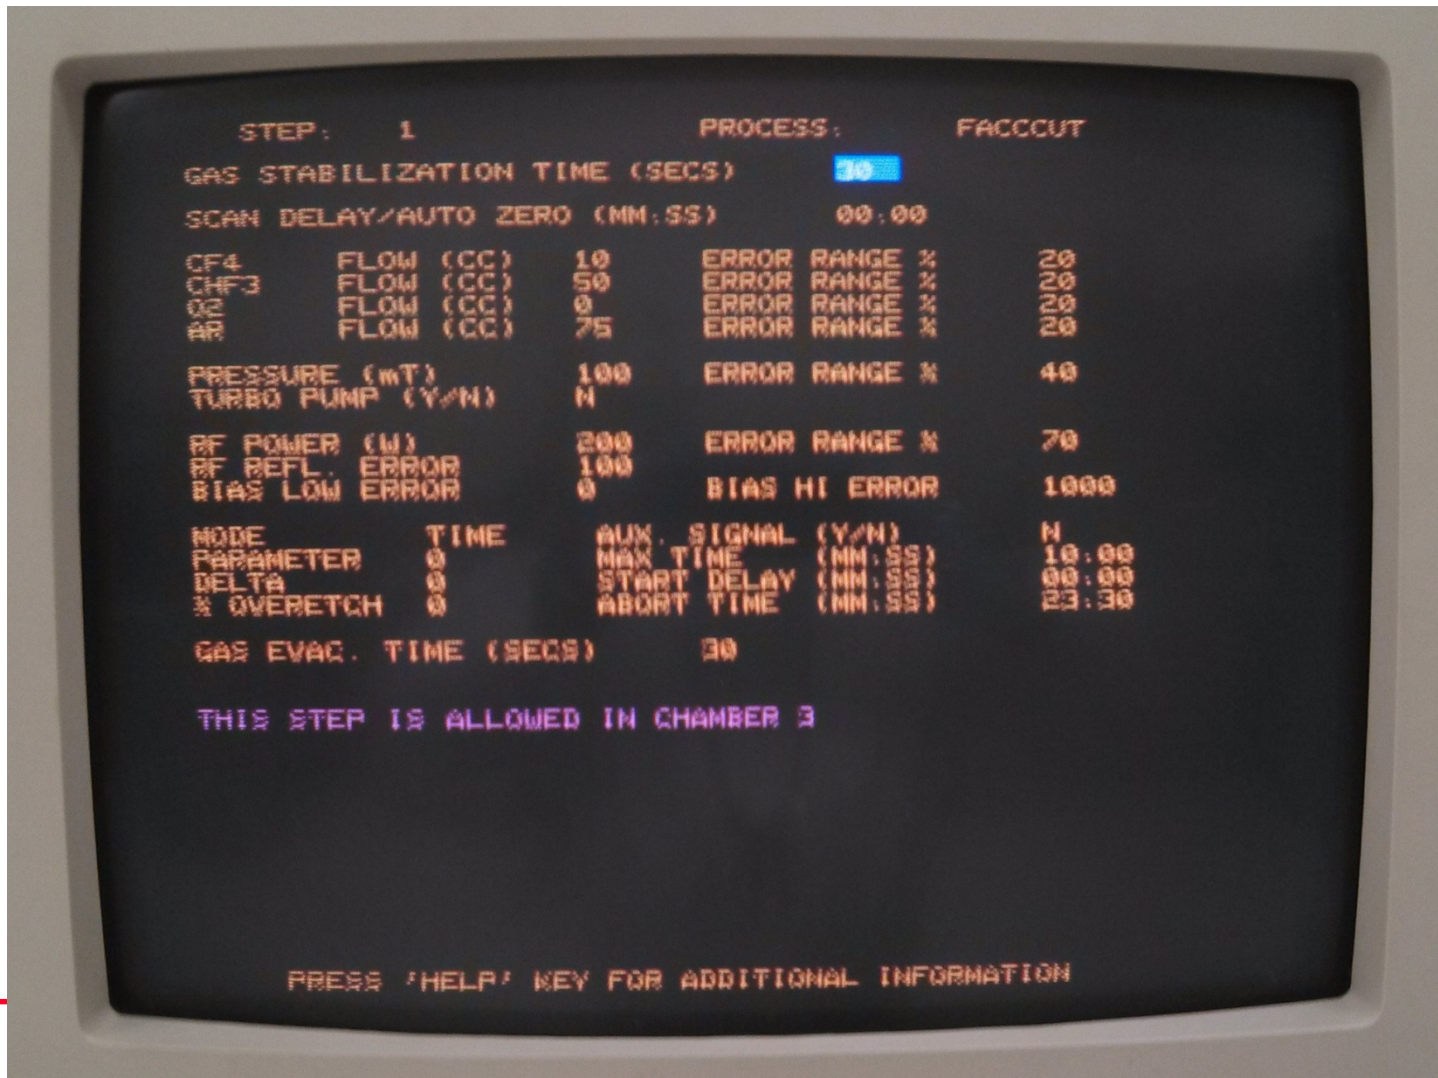 STEP: 1 PROCESS: FACCCUT
GAS STABILIZATION TIME (SECS) 30
SCAN DELAY/AUTO ZERO (MM:SS) 00:00
CF4 FLOW (CC) 10 ERROR RANGE % 20
CHF3 FLOW (CC) 50 ERROR RANGE % 20
O2 FLOW (CC) 0 ERROR RANGE % 20
AR FLOW (CC) 75 ERROR RANGE % 20
PRESSURE (mT) 100 ERROR RANGE % 40
TURBO PUMP (Y/N) N
RF POWER (W) 200 ERROR RANGE % 70
RF REFL. ERROR 100
BIAS LOW ERROR 0 BIAS HI ERROR 1000
MODE TIME AUX. SIGNAL (Y/N) N
PARAMETER 0 MAX TIME (MM:SS) 10:00
DELTA 0 START DELAY (MM:SS) 00:00
% OVERETCH 0 ABORT TIME (MM:SS) 23:30
GAS EVAC. TIME (SECS) 30
THIS STEP IS ALLOWED IN CHAMBER 3
PRESS 'HELP' KEY FOR ADDITIONAL INFORMATION